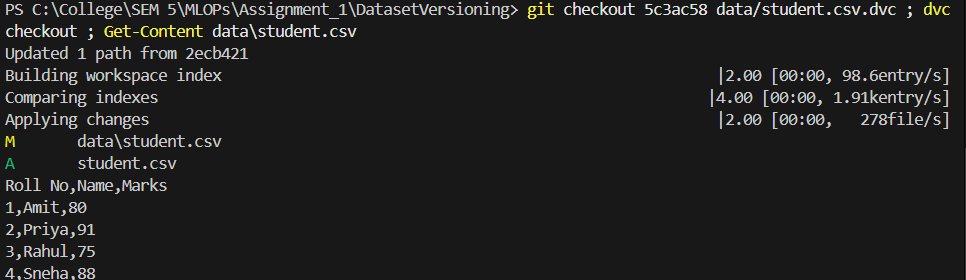 PS C:\College\SEM 5\MLOPs\Assignment_1\DatasetVersioning> git checkout 5c3ac58 data/student.csv.dvc ; dvc
checkout ; Get-Content data\student.csv
Updated 1 path from 2ecb421
Building workspace index |2.00 [00:00, 98.6entry/s]
Comparing indexes |4.00 [00:00, 1.91kentry/s]
Applying changes |2.00 [00:00, 278file/s]
M data\student.csv
A student.csv
Roll No,Name,Marks
1,Amit,80
2,Priya,91
3,Rahul,75
4,Sneha,88